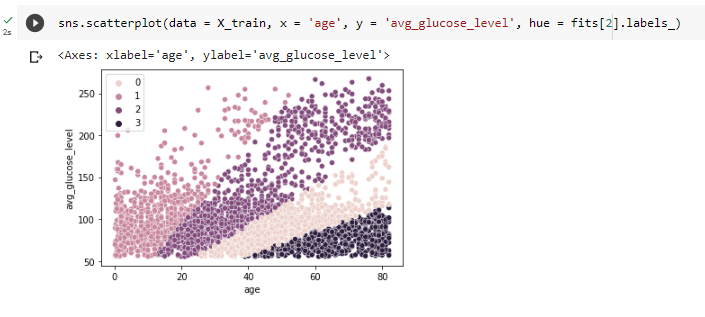 2s
sns.scatterplot(data = X_train, x = 'age', y = 'avg_glucose_level', hue = fits[2].labels_)
<Axes: xlabel='age', ylabel='avg_glucose_level'>
0
1
2
3
250
200
150
100
50
avg_glucose_level
0 20 40 60 80
age